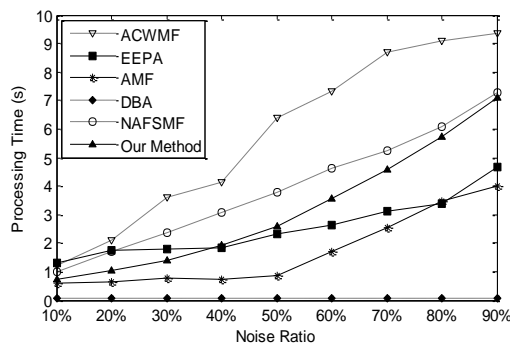 10
9
8
7
6
5
4
3
2
1
0
Processing Time (s)
ACWMF
EEPA
AMF
DBA
NAFSMF
Our Method
10% 20% 30% 40% 50% 60% 70% 80% 90%
Noise Ratio